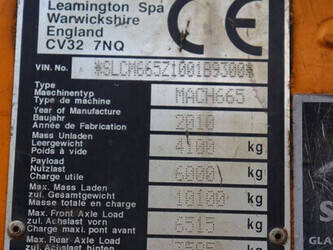 Leamington Spa
Warwickshire
England
CV32 7NQ
CE
VIN. No. *SLCM665Z1001B9300*
Type
Maschinentyp
Type de machine MACH665
Year of Manufacture
Baujahr
Année de Fabrication 2010
Mass Unladen
Leergewicht
Poids à vide 4100 kg
Payload
Nutzlast
Charge utile 6000 kg
Max. Mass Laden
zul. Gesamtgewicht
Masse totale en charge 10100 kg
Max. Front Axle Load
zul. Achslast vorn
Charge maxi. pont avant 6515 kg
Max. Rear Axle Load
zul. Achslast